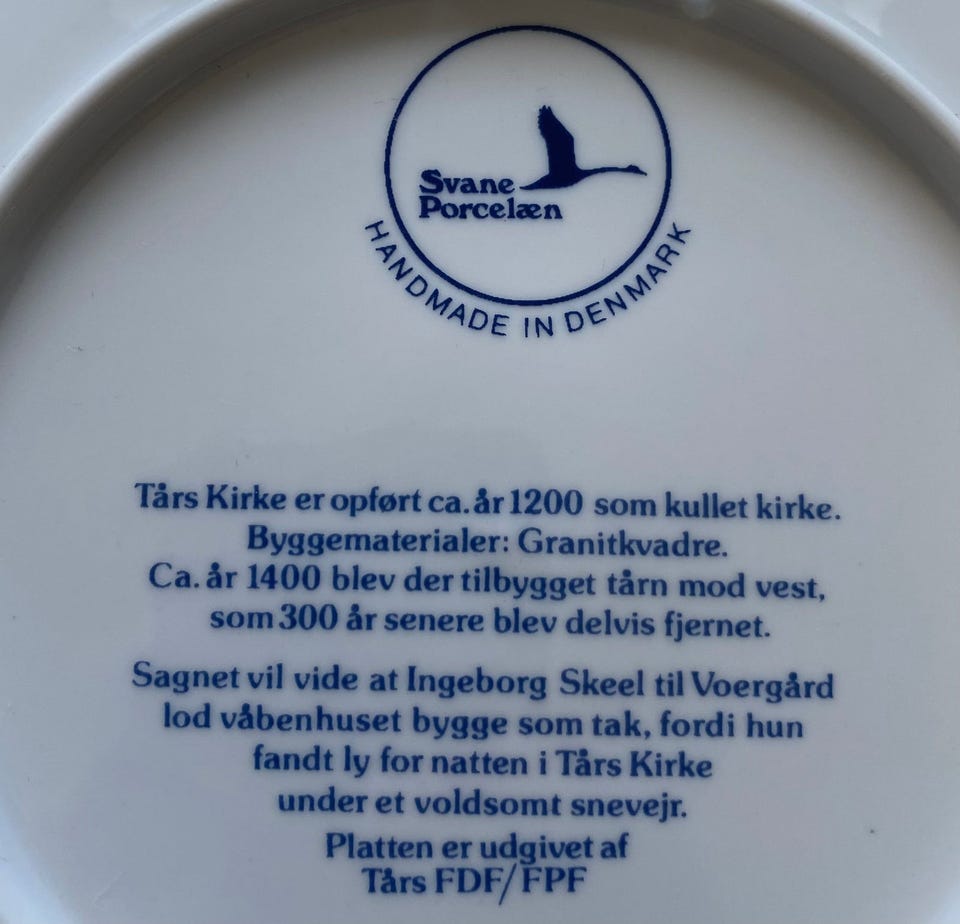 Svane
Porcelæn
HANDMADE IN DENMARK
Tårs Kirke er opført ca. år 1200 som kullet kirke.
Byggematerialer: Granitkvadre.
Ca. år 1400 blev der tilbygget tårn mod vest,
som 300 år senere blev delvis fjernet.
Sagnet vil vide at Ingeborg Skeel til Voergård
lod våbenhuset bygge som tak, fordi hun
fandt ly for natten i Tårs Kirke
under et voldsomt snevejr.
Platten er udgivet af
Tårs FDF/FPF